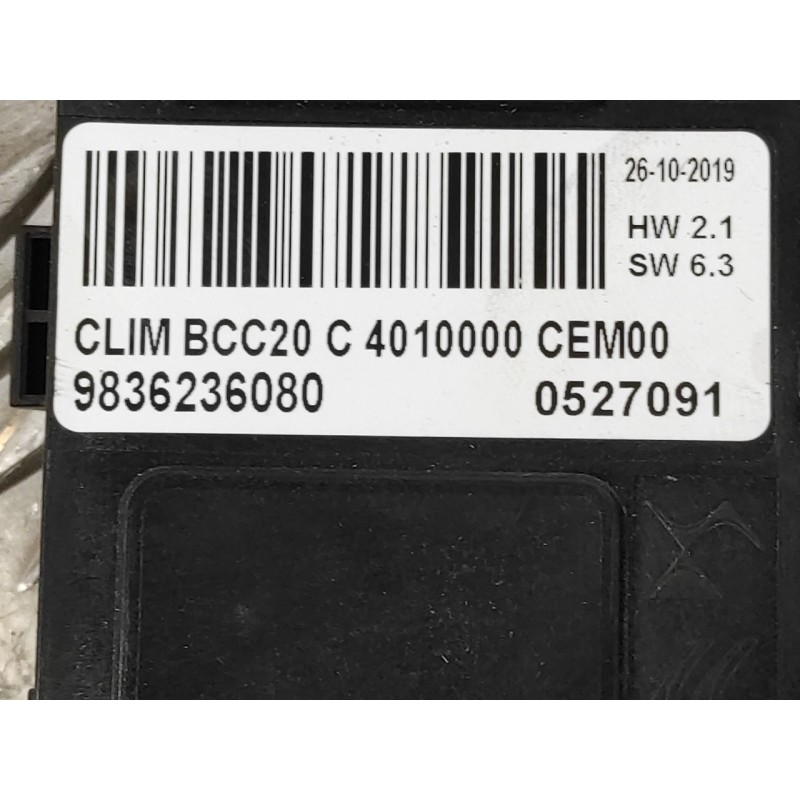 26-10-2019
HW 2.1
SW 6.3
CLIM BCC20 C 4010000 CEM00
9836236080 0527091